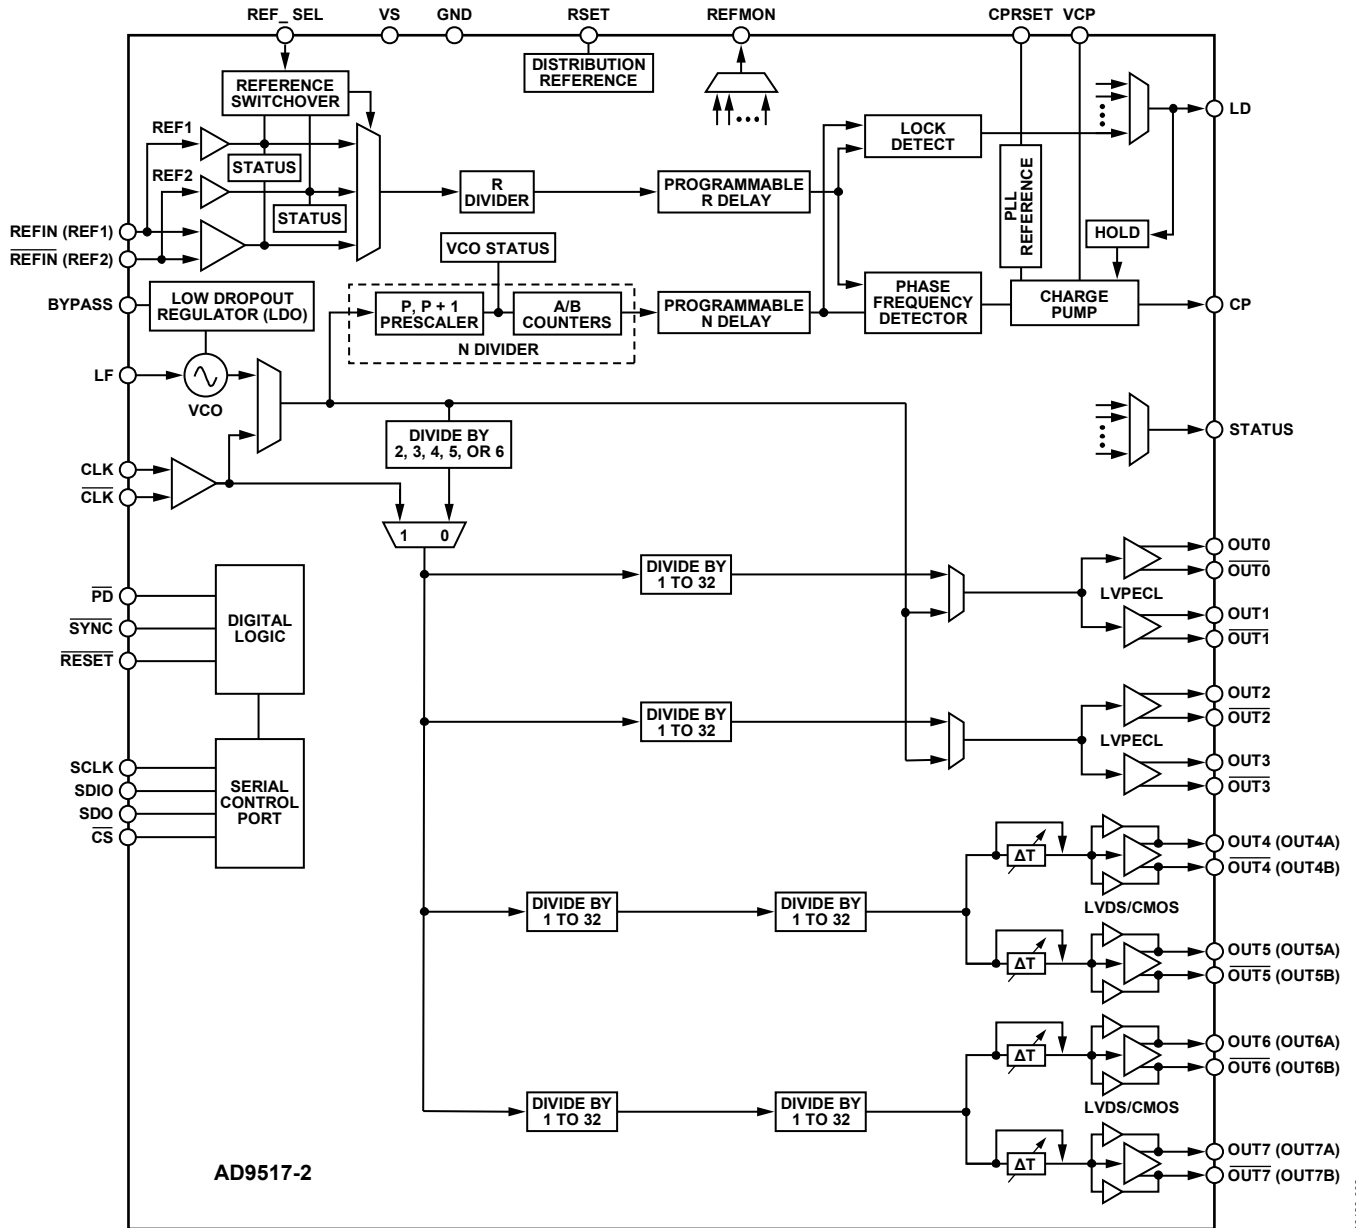 REF_ SEL VS GND RSET REFMON CPRSET VCP
DISTRIBUTION
REFERENCE
REFERENCE
SWITCHOVER
REF1
STATUS
REF2
STATUS
REFIN (REF1)
REFIN (REF2)
R
DIVIDER
PROGRAMMABLE
R DELAY
LOCK
DETECT
LD
PLL
REFERENCE
HOLD
VCO STATUS
BYPASS
LOW DROPOUT
REGULATOR (LDO)
P, P + 1
PRESCALER
A/B
COUNTERS
N DIVIDER
PROGRAMMABLE
N DELAY
PHASE
FREQUENCY
DETECTOR
CHARGE
PUMP
CP
LF
VCO
STATUS
DIVIDE BY
2, 3, 4, 5, OR 6
CLK
CLK
1 0
DIVIDE BY
1 TO 32
LVPECL
OUT0
OUT0
OUT1
OUT1
PD
SYNC
RESET
DIGITAL
LOGIC
DIVIDE BY
1 TO 32
LVPECL
OUT2
OUT2
OUT3
OUT3
SCLK
SDIO
SDO
CS
SERIAL
CONTROL
PORT
DIVIDE BY
1 TO 32
DIVIDE BY
1 TO 32
ΔT
OUT4 (OUT4A)
OUT4 (OUT4B)
LVDS/CMOS
ΔT
OUT5 (OUT5A)
OUT5 (OUT5B)
DIVIDE BY
1 TO 32
DIVIDE BY
1 TO 32
ΔT
OUT6 (OUT6A)
OUT6 (OUT6B)
LVDS/CMOS
ΔT
OUT7 (OUT7A)
OUT7 (OUT7B)
AD9517-2